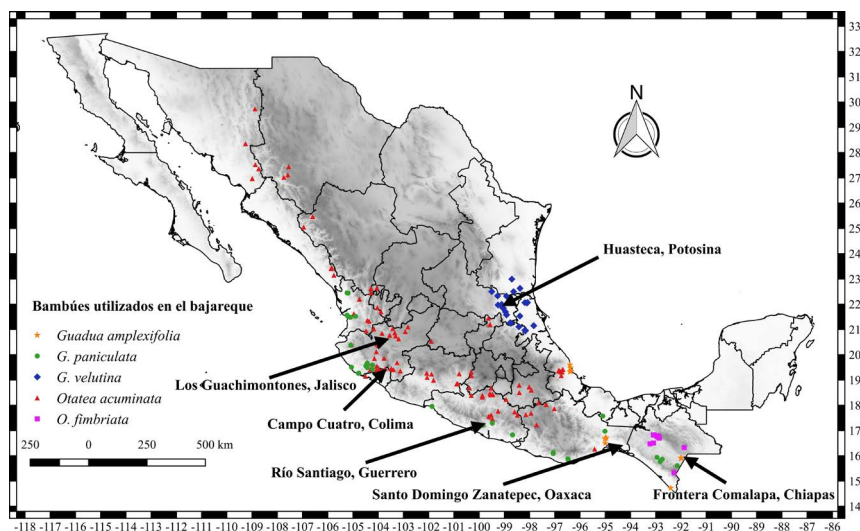 N
Huasteca, Potosina
Bambúes utilizados en el bajareque
Guadua amplexifolia
G. paniculata
G. velutina
Otatea acuminata
O. fimbriata
Los Guachimontones, Jalisco
Campo Cuatro, Colima
Río Santiago, Guerrero
Santo Domingo Zanatepec, Oaxaca
Frontera Comalapa, Chiapas
250 0 250 500 km
33
32
31
30
29
28
27
26
25
24
23
22
21
20
19
18
17
16
15
14
-118 -117 -116 -115 -114 -113 -112 -111 -110 -109 -108 -107 -106 -105 -104 -103 -102 -101 -100 -99 -98 -97 -96 -95 -94 -93 -92 -91 -90 -89 -88 -87 -86